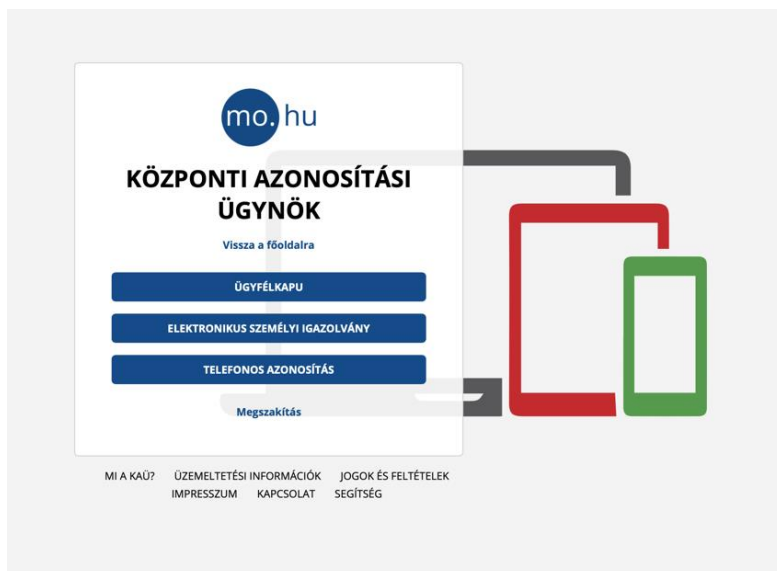 mo.hu
KÖZPONTI AZONOSÍTÁSI
ÜGYNÖK
Vissza a főoldalra
ÜGYFÉLKAPU
ELEKTRONIKUS SZEMÉLYI IGAZOLVÁNY
TELEFONOS AZONOSÍTÁS
Megszakítás
MI A KAÜ? ÜZEMELTETÉSI INFORMÁCIÓK JOGOK ÉS FELTÉTELEK
IMPRESSZUM KAPCSOLAT SEGÍTSÉG